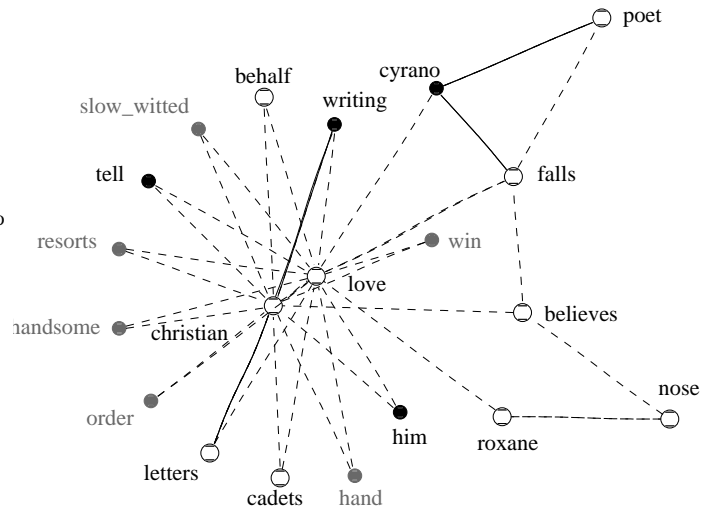 poet
behalf
cyrano
slow_witted
writing
tell
falls
o
resorts
win
love
believes
handsome
christian
nose
order
him
roxane
letters
cadets
hand